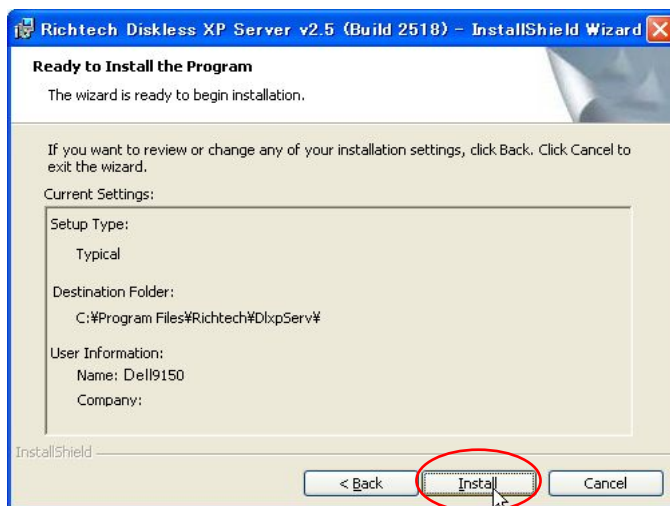 Richtech Diskless XP Server v2.5 (Build 2518) - InstallShield Wizard
Ready to Install the Program
The wizard is ready to begin installation.
If you want to review or change any of your installation settings, click Back. Click Cancel to
exit the wizard.
Current Settings:
Setup Type:
Typical
Destination Folder:
C:¥Program Files¥Richtech¥DlxpServ¥
User Information:
Name: Dell9150
Company:
InstallShield
< Back
Install
Cancel